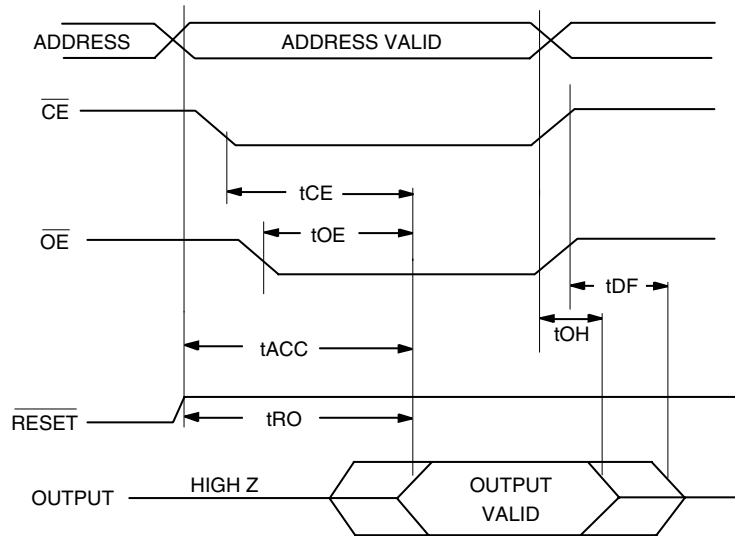 ADDRESS
ADDRESS VALID
CE
tCE
OE
tOE
tDF
tOH
tACC
RESET
tRO
OUTPUT
HIGH Z
OUTPUT
VALID